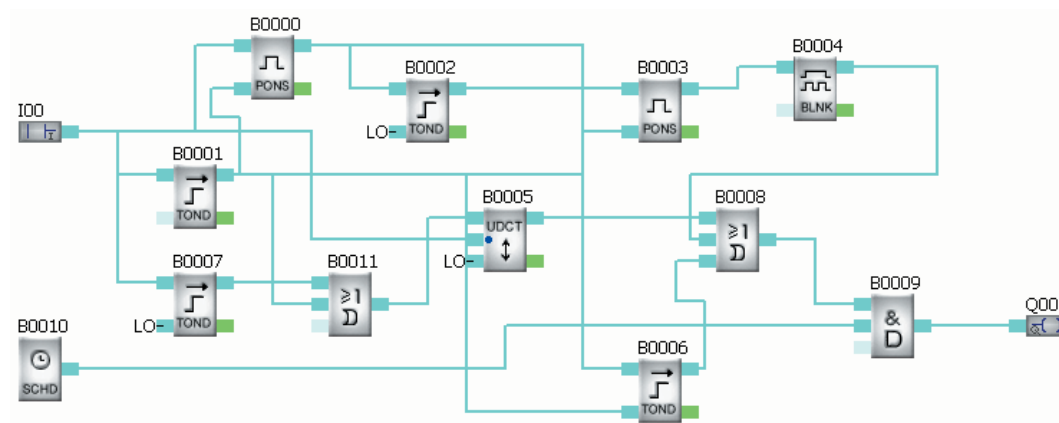 B0000
PONS
B0002
LO- TOND
B0003
PONS
B0004
BLNK
I00
B0001
TOND
B0005
UDCT
LO-
B0008
≥1
D
B0007
LO- TOND
B0011
≥1
D
B0009
&
D
Q00
B0010
SCHD
B0006
TOND